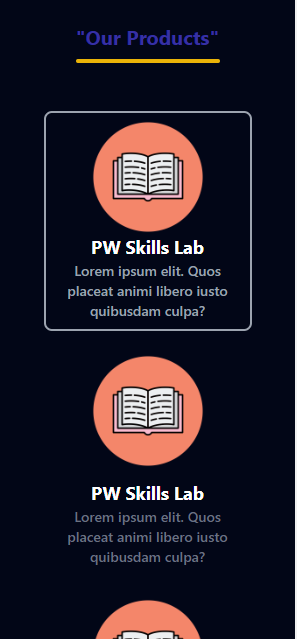 "Our Products"
PW Skills Lab
Lorem ipsum elit. Quos
placeat animi libero iusto
quibusdam culpa?
PW Skills Lab
Lorem ipsum elit. Quos
placeat animi libero iusto
quibusdam culpa?